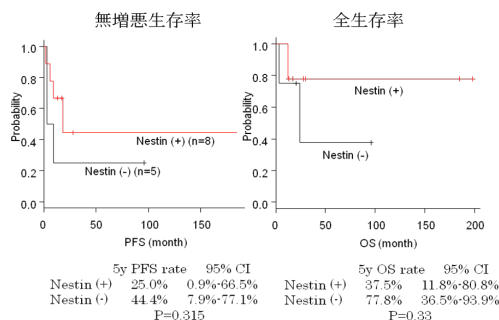 無増悪生存率
全生存率
Probability
1.0
0.8
0.6
0.4
0.2
0.0
Nestin (+) (n=8)
Nestin (-) (n=5)
0 50 100 150
PFS (month)
Probability
1.0
0.8
0.6
0.4
0.2
0.0
Nestin (+)
Nestin (-)
0 50 100 150 200
OS (month)
5y PFS rate 95% CI
Nestin (+) 25.0% 0.9%-66.5%
Nestin (-) 44.4% 7.9%-77.1%
P=0.315
5y OS rate 95% CI
Nestin (+) 37.5% 11.8%-80.8%
Nestin (-) 77.8% 36.5%-93.9%
P=0.33